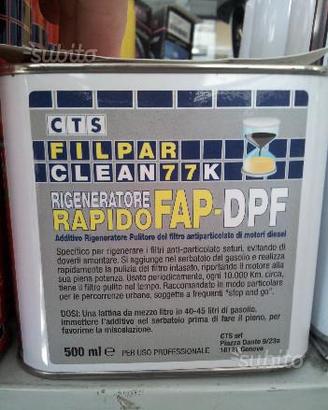 subito
CTS
FILPAR
CLEAN77K
RIGENERATORE
RAPIDO FAP-DPF
Additivo Rigeneratore Pulitore del filtro antiparticolato di motori diesel
Specifico per rigenerare i filtri anti-particolato saturi, evitando di
doverli smontare. Si aggiunge nel serbatoio del gasolio e realizza
rapidamente la pulizia del filtro intasato, riportando il motore alla
sua piena potenza. Usato periodicamente, ogni 10.000 Km. circa,
tiene il filtro pulito nel tempo. Raccomandato in modo particolare
per le percorrenze urbane, soggette a frequenti "stop and go".
DOSI: Una lattina da mezzo litro in 40-45 litri di gasolio,
immettere l'additivo nel serbatoio prima di fare il pieno, per
favorire la miscelazione.
500 ml e PER USO PROFESSIONALE
CTS srl
Piazza Dante 9/23a
Genova
subito